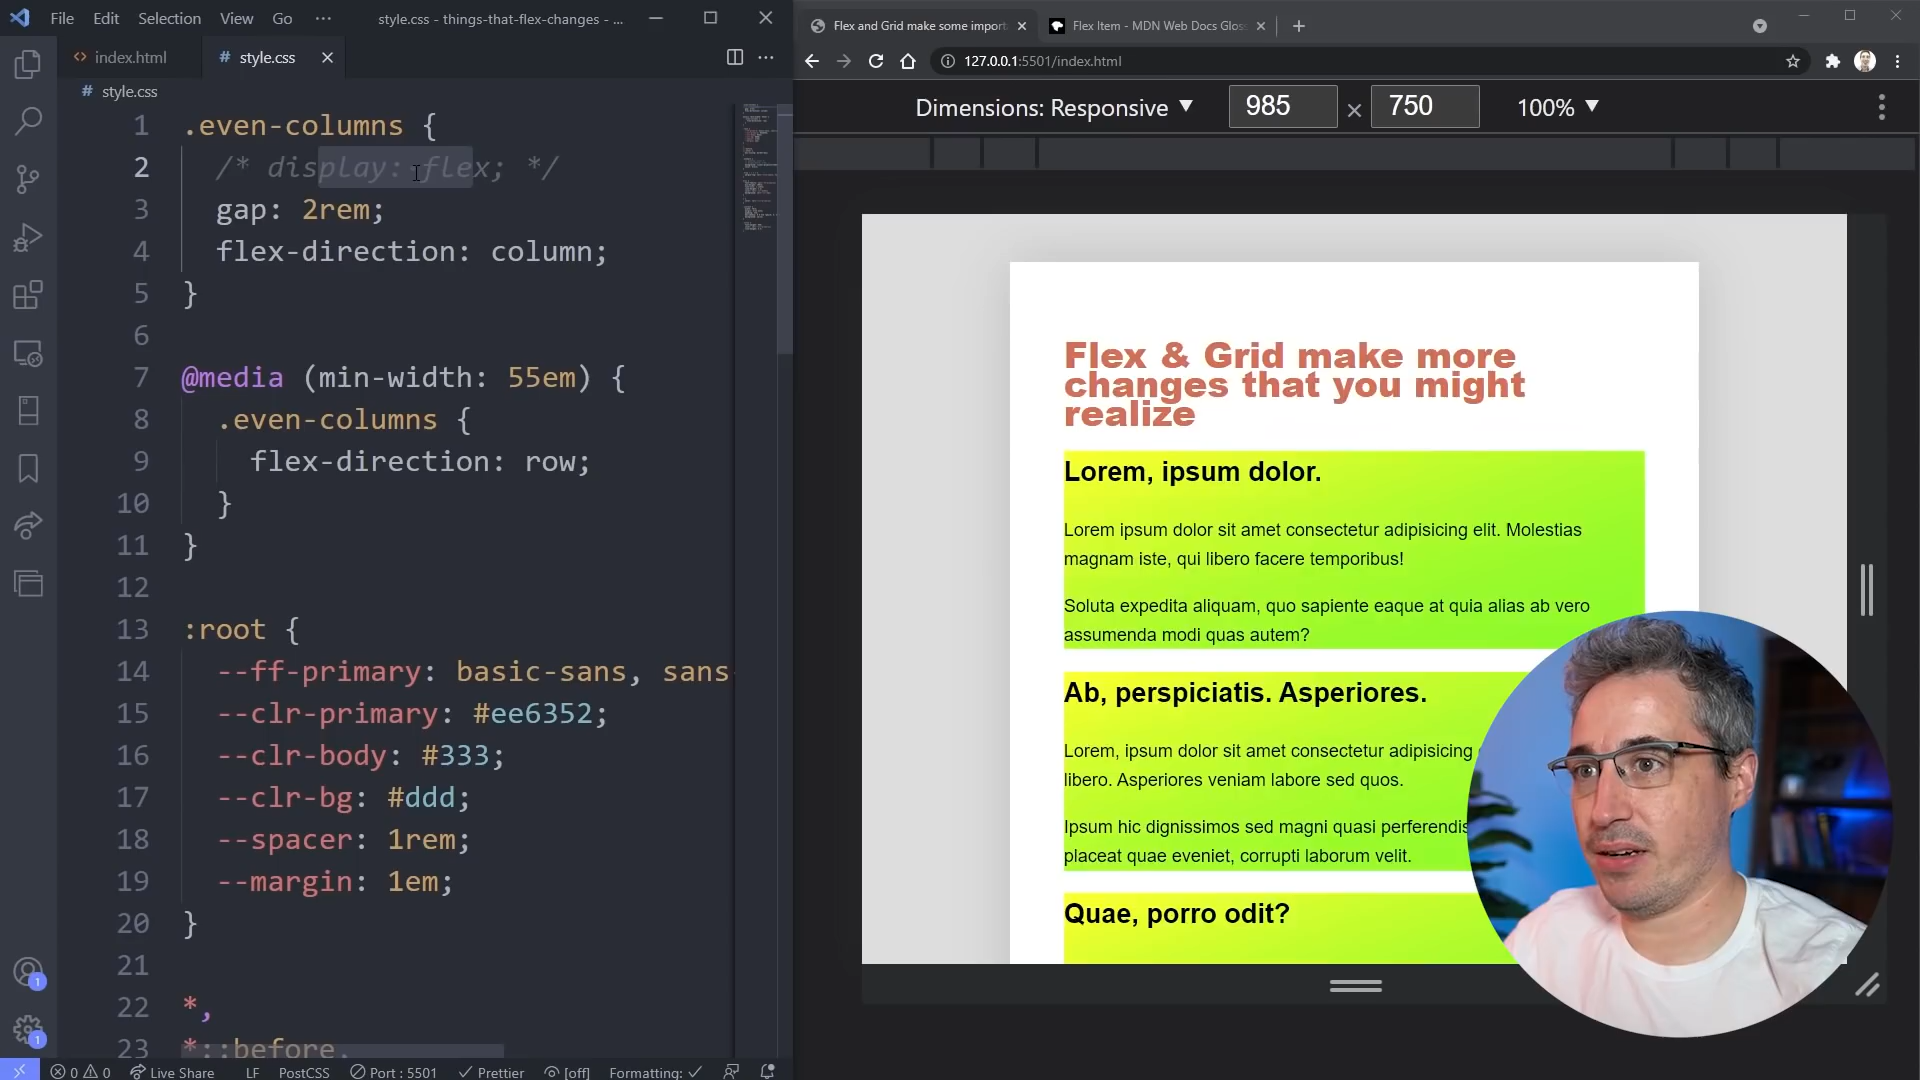 File Edit Selection View Go ··· style.css - things-that-flex-changes - ...
index.html
style.css
style.css
1 .even-columns {
2 /* display: flex; */
3 gap: 2rem;
4 flex-direction: column;
5 }
6
7 @media (min-width: 55em) {
8 .even-columns {
9 flex-direction: row;
10 }
11 }
12
13 :root {
14 --ff-primary: basic-sans, sans-
15 --clr-primary: #ee6352;
16 --clr-body: #333;
17 --clr-bg: #ddd;
18 --spacer: 1rem;
19 --margin: 1em;
20 }
21
22 *,
23 *::before,
1
1
0 0 Live Share LF PostCSS Port : 5501 Prettier [off] Formatting:
Flex and Grid make some import
Flex Item - MDN Web Docs Glos
127.0.0.1:5501/index.html
Dimensions: Responsive 985 × 750 100%
Flex & Grid make more
changes that you might
realize
Lorem, ipsum dolor.
Lorem ipsum dolor sit amet consectetur adipisicing elit. Molestias
magnam iste, qui libero facere temporibus!
Soluta expedita aliquam, quo sapiente eaque at quia alias ab vero
assumenda modi quas autem?
Ab, perspiciatis. Asperiores.
Lorem, ipsum dolor sit amet consectetur adipisicing
libero. Asperiores veniam labore sed quos.
Ipsum hic dignissimos sed magni quasi perferendis
placeat quae eveniet, corrupti laborum velit.
Quae, porro odit?